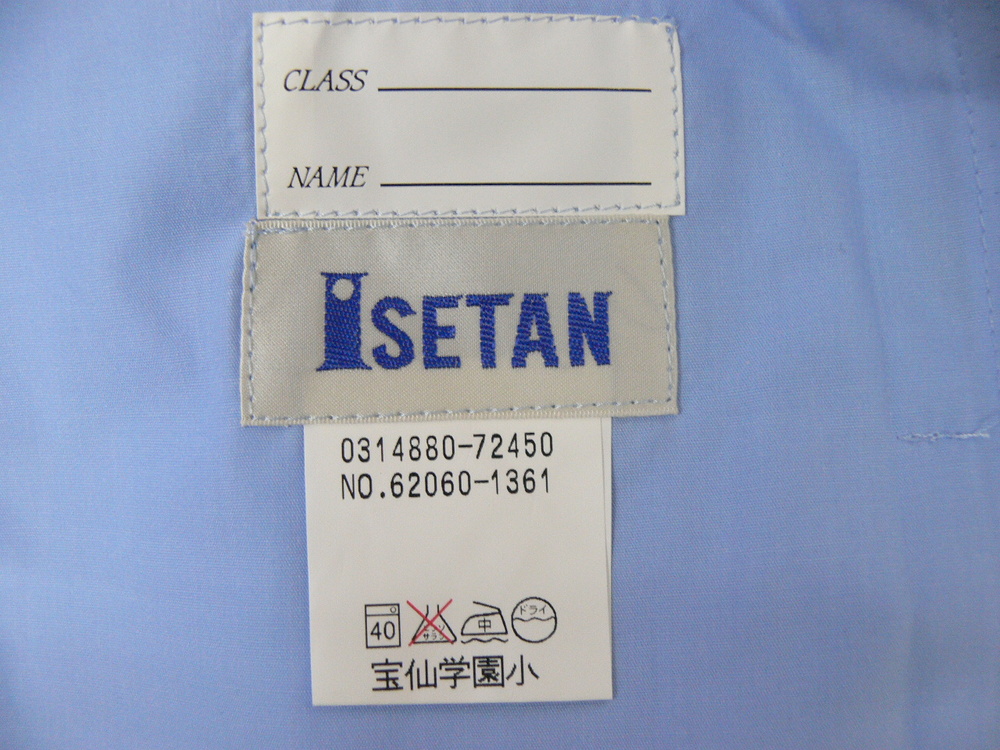 CLASS
NAME
ISETAN
0314880-72450
NO.62060-1361
40 中 ドライ
宝仙学園小